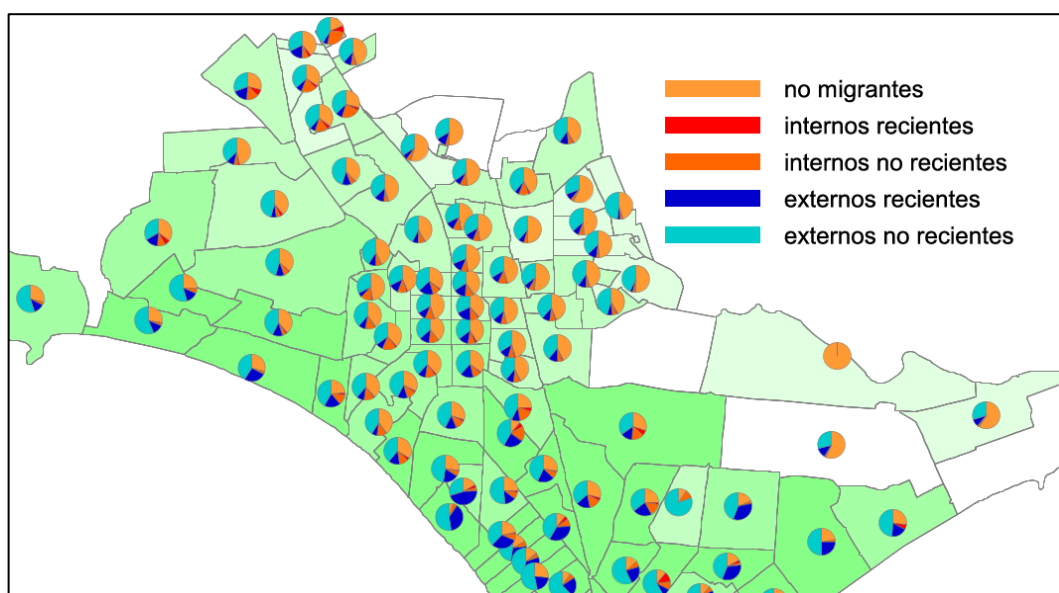 no migrantes
internos recientes
internos no recientes
externos recientes
externos no recientes